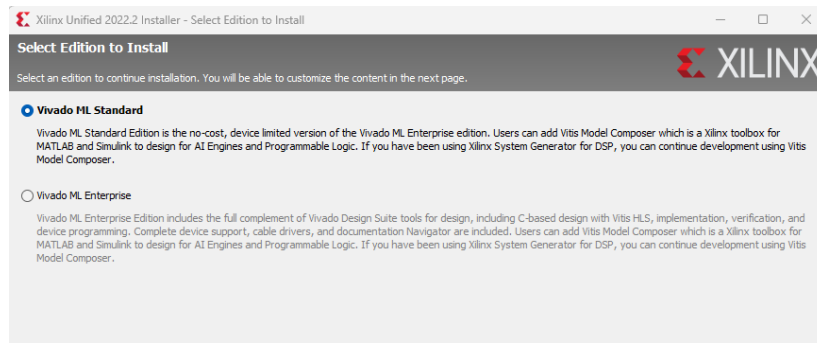 Xilinx Unified 2022.2 Installer - Select Edition to Install
Select Edition to Install
XILINX
Select an edition to continue installation. You will be able to customize the content in the next page.
Vivado ML Standard
Vivado ML Standard Edition is the no-cost, device limited version of the Vivado ML Enterprise edition. Users can add Vitis Model Composer which is a Xilinx toolbox for
MATLAB and Simulink to design for AI Engines and Programmable Logic. If you have been using Xilinx System Generator for DSP, you can continue development using Vitis
Model Composer.
Vivado ML Enterprise
Vivado ML Enterprise Edition includes the full complement of Vivado Design Suite tools for design, including C-based design with Vitis HLS, implementation, verification, and
device programming. Complete device support, cable drivers, and documentation Navigator are included. Users can add Vitis Model Composer which is a Xilinx toolbox for
MATLAB and Simulink to design for AI Engines and Programmable Logic. If you have been using Xilinx System Generator for DSP, you can continue development using Vitis
Model Composer.